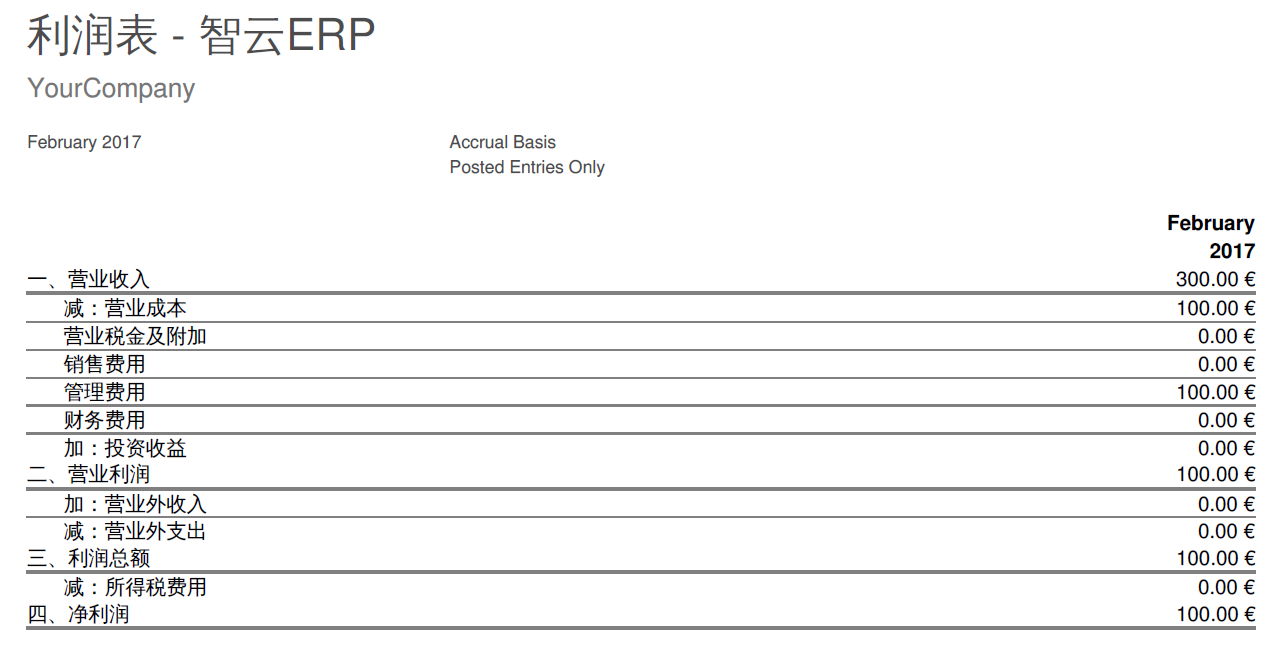 利润表 - 智云ERP
YourCompany
February 2017 Accrual Basis
Posted Entries Only
February
2017
一、营业收入 300.00 €
减：营业成本 100.00 €
营业税金及附加 0.00 €
销售费用 0.00 €
管理费用 100.00 €
财务费用 0.00 €
加：投资收益 0.00 €
二、营业利润 100.00 €
加：营业外收入 0.00 €
减：营业外支出 0.00 €
三、利润总额 100.00 €
减：所得税费用 0.00 €
四、净利润 100.00 €